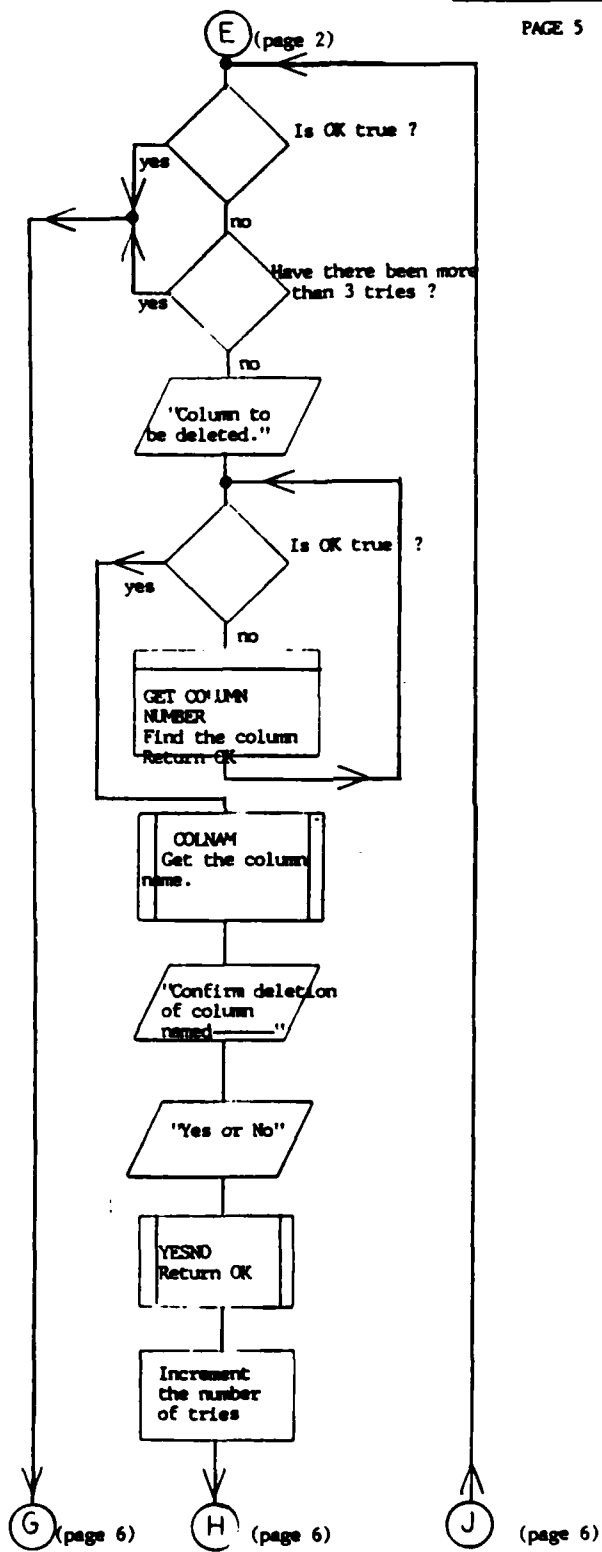 PAGE 5
E (page 2)
Is OK true ?
yes
no
Have there been more
than 3 tries ?
yes
no
"Column to
be deleted."
Is OK true ?
yes
no
GET COLUMN
NUMBER
Find the column
Return OK
COLNAM
Get the column
name.
"Confirm deletion
of column
named———"
"Yes or No"
YESNO
Return OK
Increment
the number
of tries
G (page 6)
H (page 6)
J (page 6)